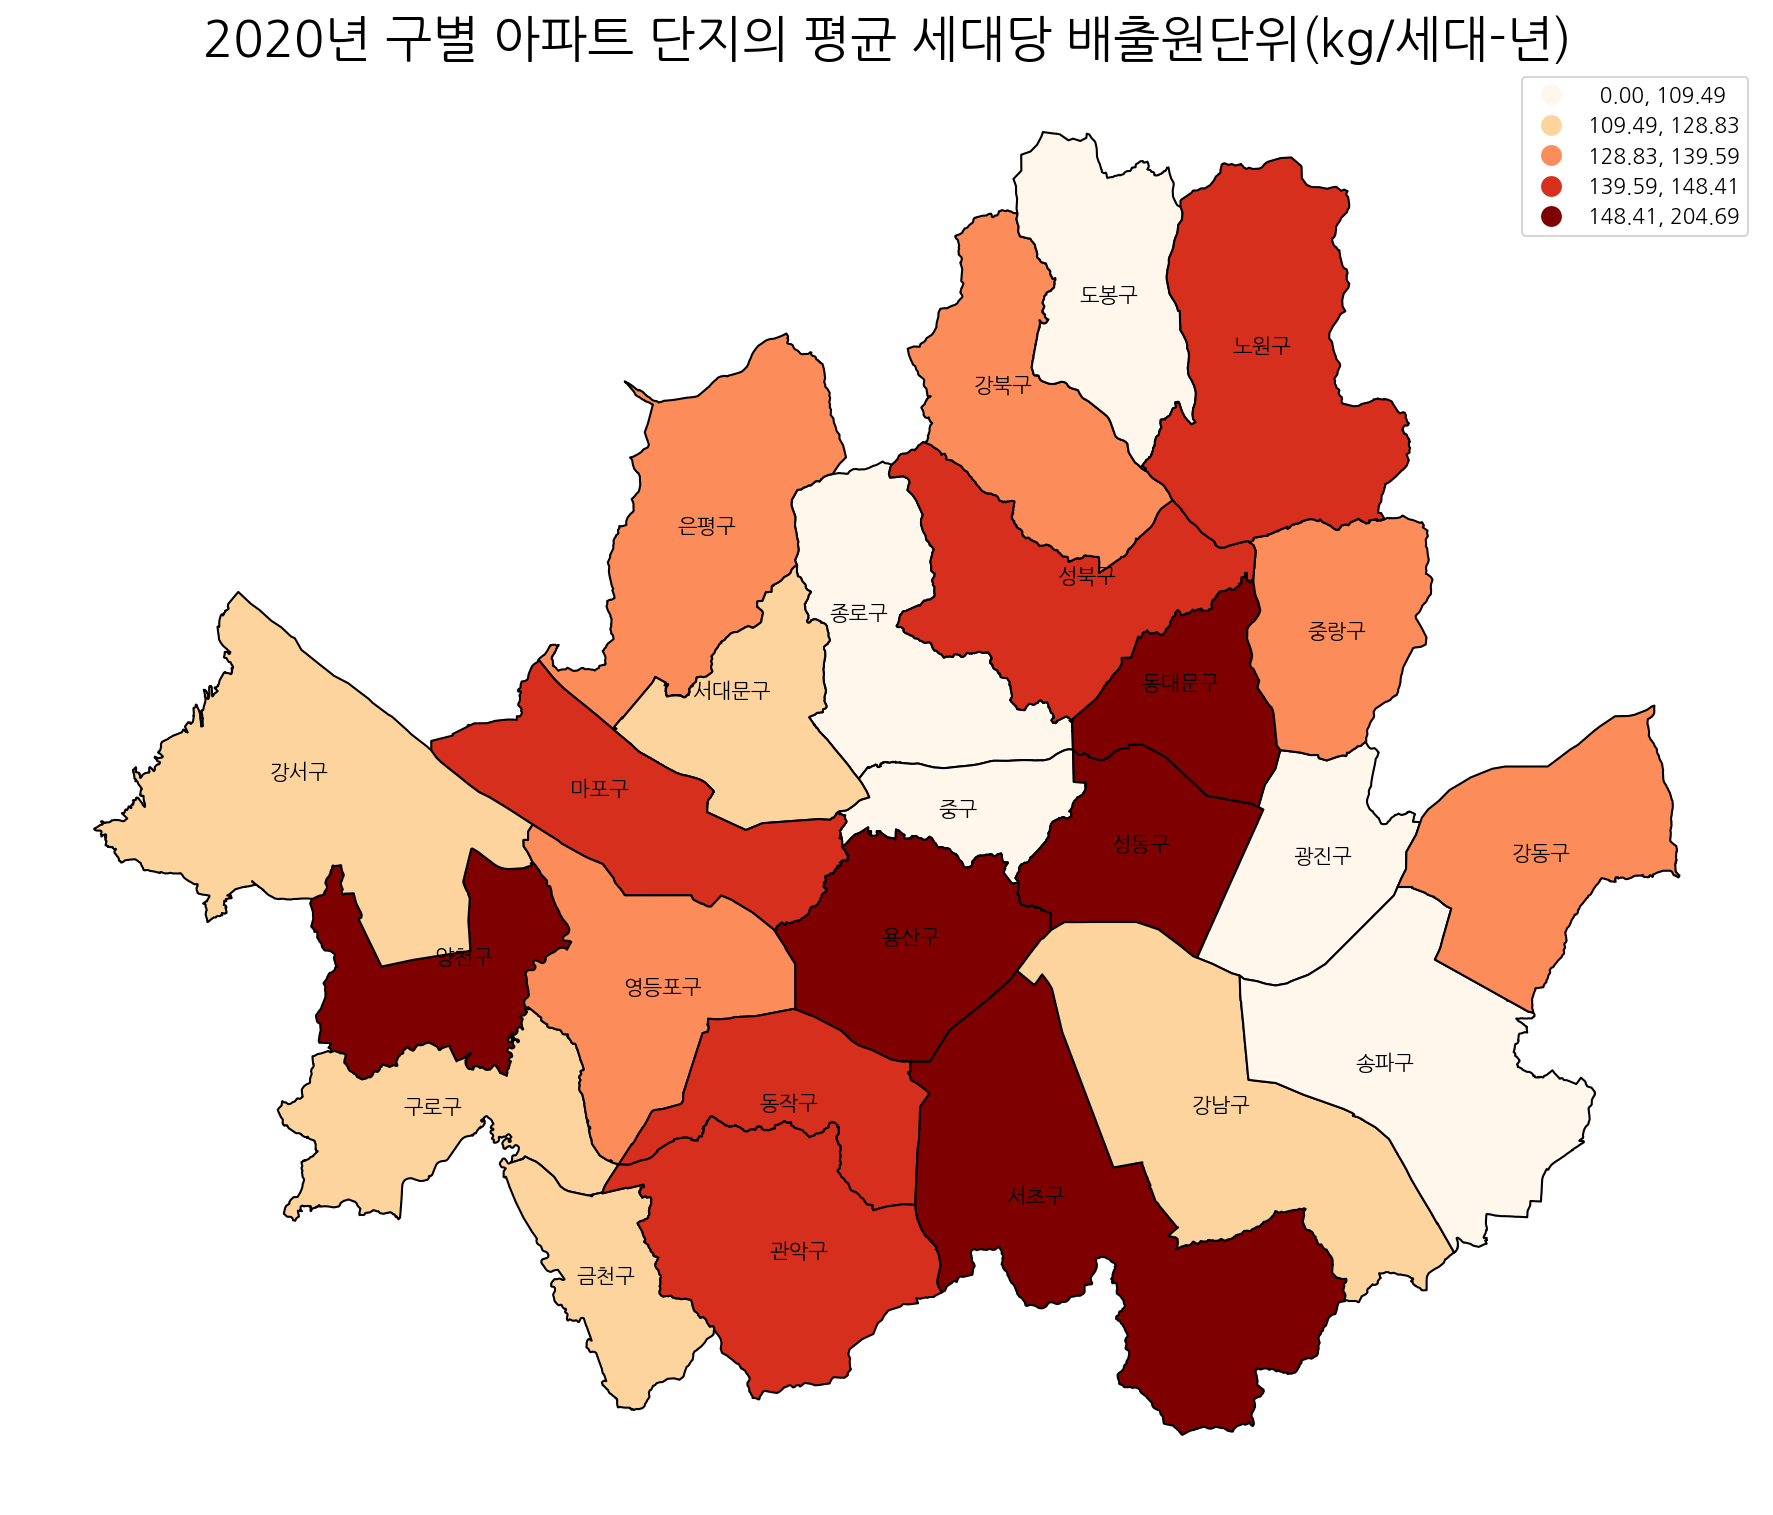 2020년 구별 아파트 단지의 평균 세대당 배출원단위(kg/세대-년)
0.00, 109.49
109.49, 128.83
128.83, 139.59
139.59, 148.41
148.41, 204.69
도봉구
노원구
강북구
은평구
성북구
종로구
중랑구
동대문구
서대문구
강서구
마포구
중구
성동구
광진구
강동구
용산구
양천구
영등포구
송파구
동작구
강남구
구로구
서초구
관악구
금천구